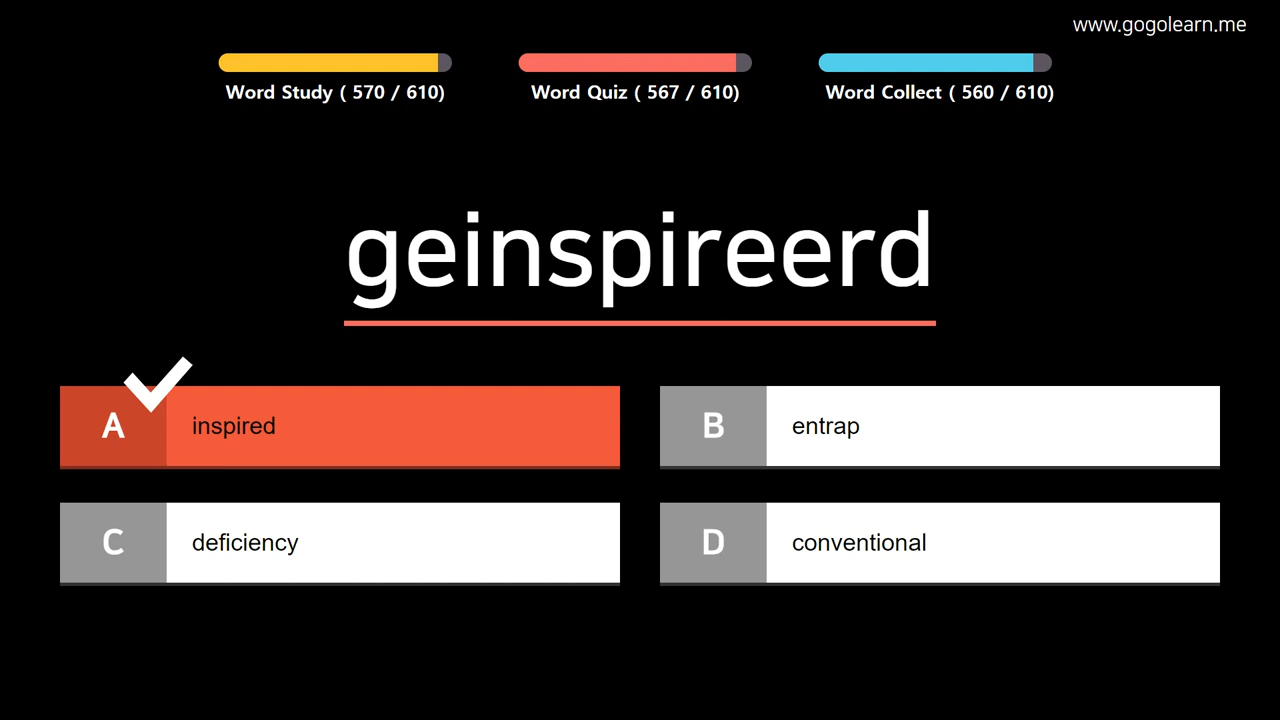 www.gogolearn.me
Word Study ( 570 / 610)
Word Quiz ( 567 / 610)
Word Collect ( 560 / 610)
geinspireerd
A inspired
B entrap
C deficiency
D conventional